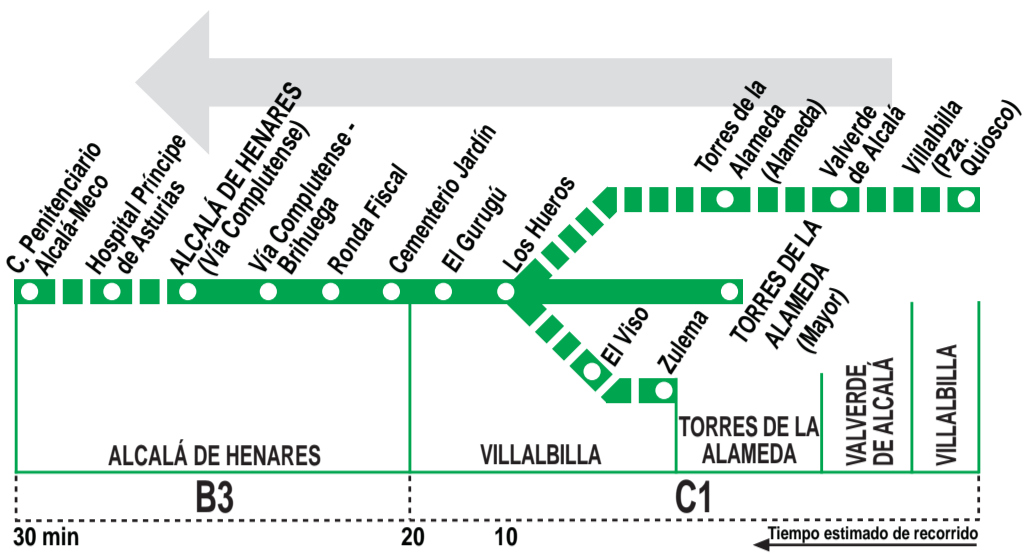 C. Penitenciario
Alcalá-Meco
Hospital Príncipe
de Asturias
ALCALÁ DE HENARES
(Vía Complutense)
Vía Complutense -
Brihuega
Ronda Fiscal
Cementerio Jardín
El Gurugú
Los Hueros
Torres de la
Alameda
(Alameda)
Valverde
de Alcalá
Villalbilla
(Pza.
Quiosco)
El Viso
Zulema
TORRES DE LA
ALAMEDA
(Mayor)
ALCALÁ DE HENARES
VILLALBILLA
TORRES DE LA
ALAMEDA
VALVERDE
DE ALCALÁ
VILLALBILLA
B3
C1
30 min
20
10
Tiempo estimado de recorrido